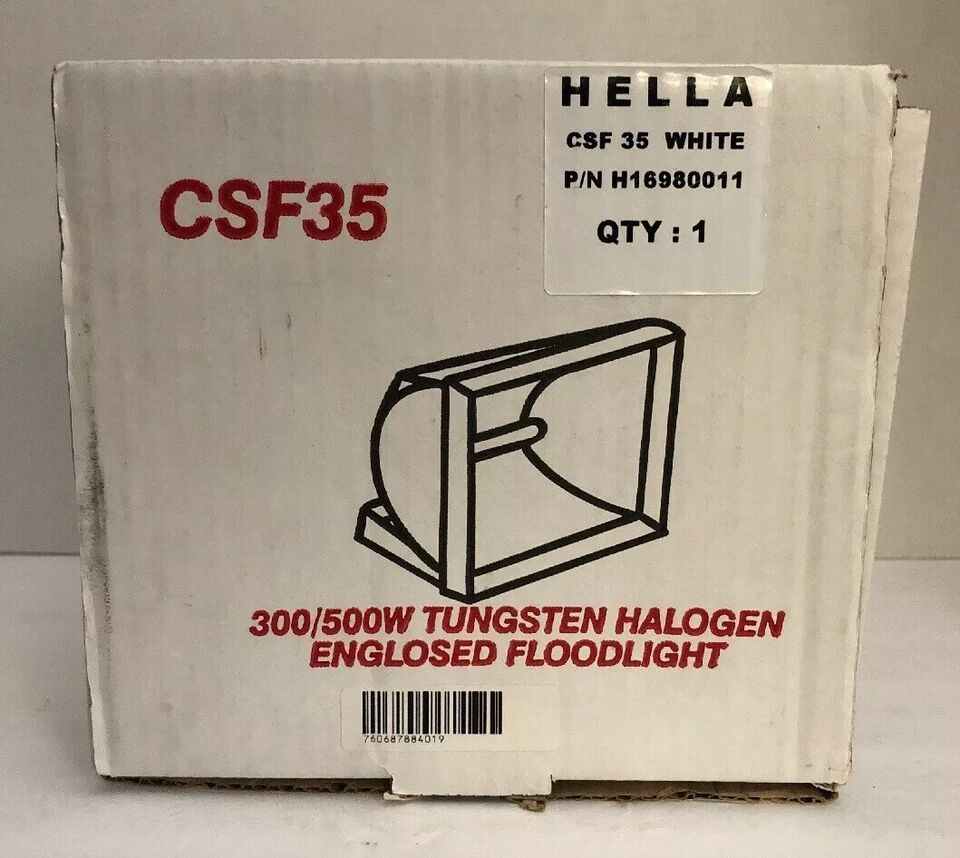 HELLA
CSF 35 WHITE
P/N H16980011
QTY : 1
CSF35
300/500W TUNGSTEN HALOGEN
ENGLOSED FLOODLIGHT
760687884019